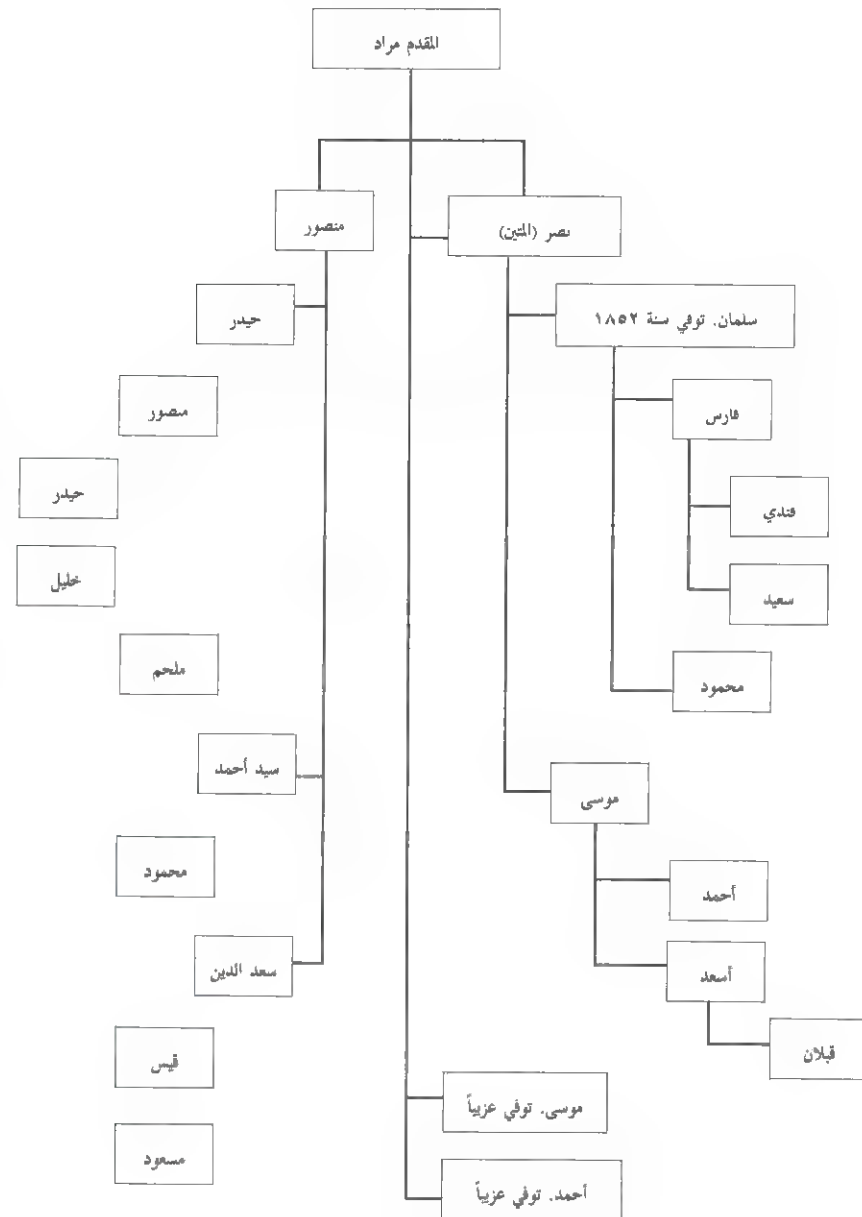 المقدم مراد
نصر (المتين)
منصور
سلمان. توفي سنة ١٨٥٢
حيدر
فارس
منصور
فندي
حيدر
سعيد
خليل
محمود
ملحم
موسى
سيد أحمد
أحمد
محمود
أسعد
سعد الدين
قبلان
قيس
موسى. توفي عزيباً
مسعود
أحمد. توفي عزيباً